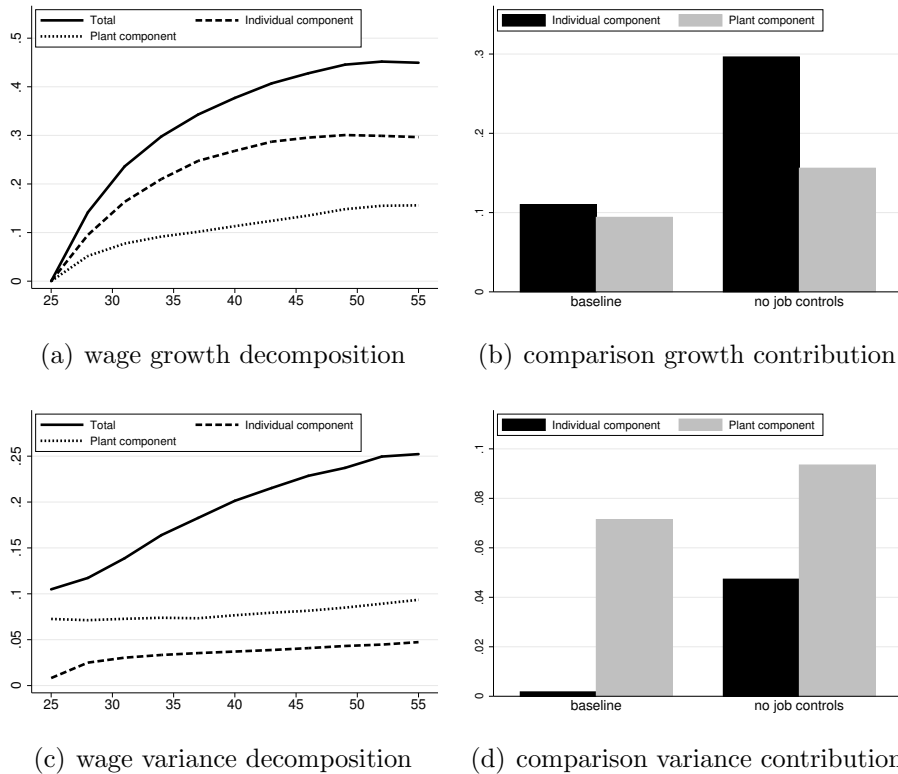 Total
Individual component
Plant component
0 .1 .2 .3 .4 .5
25 30 35 40 45 50 55
(a) wage growth decomposition
Individual component
Plant component
0 .1 .2 .3
baseline
no job controls
(b) comparison growth contribution
Total
Individual component
Plant component
0 .05 .1 .15 .2 .25
25 30 35 40 45 50 55
(c) wage variance decomposition
Individual component
Plant component
0 .02 .04 .06 .08 .1
baseline
no job controls
(d) comparison variance contribution